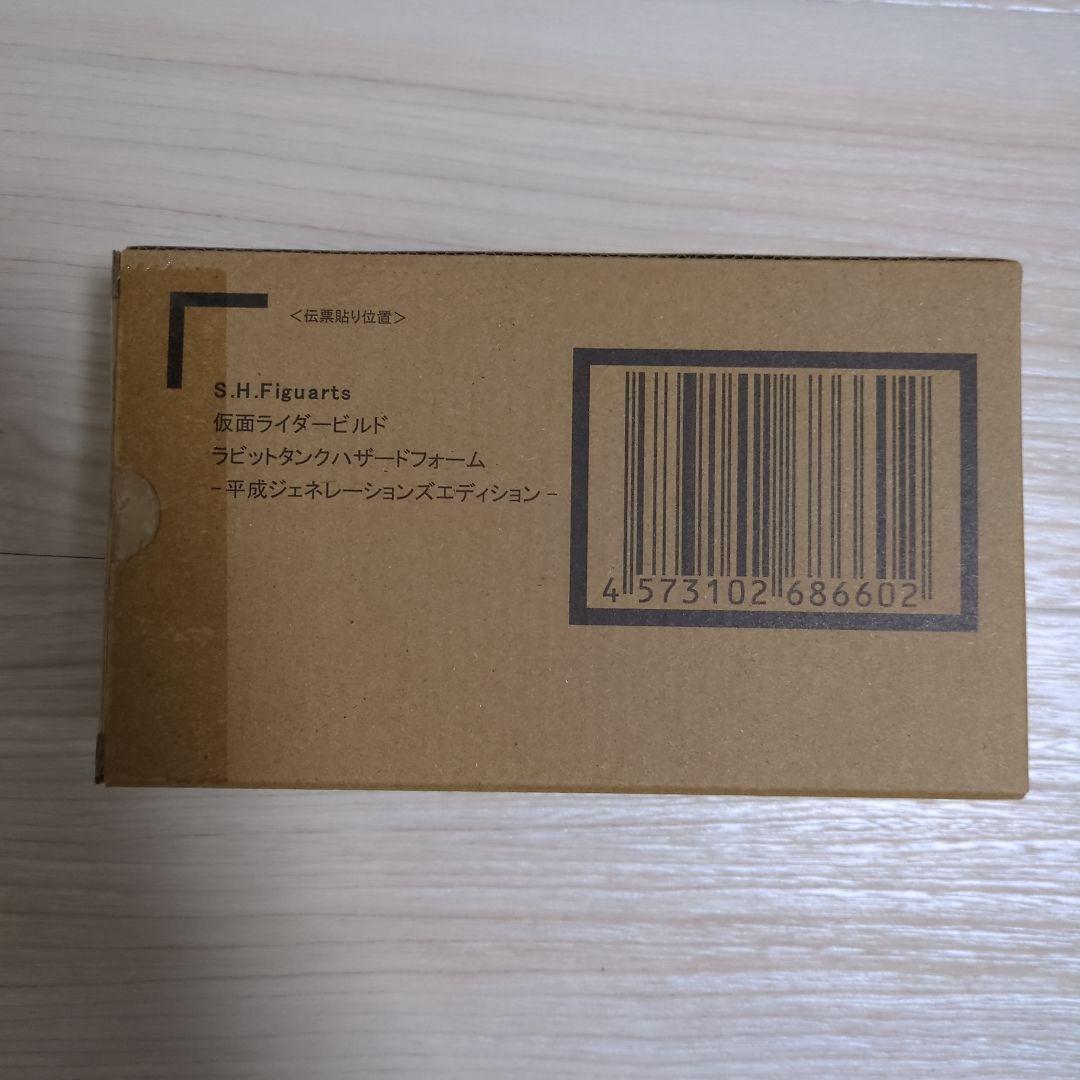 <伝票貼り位置>
S.H.Figuarts
仮面ライダービルド
ラビットタンクハザードフォーム
-平成ジェネレーションズエディション-
4 573102 686602